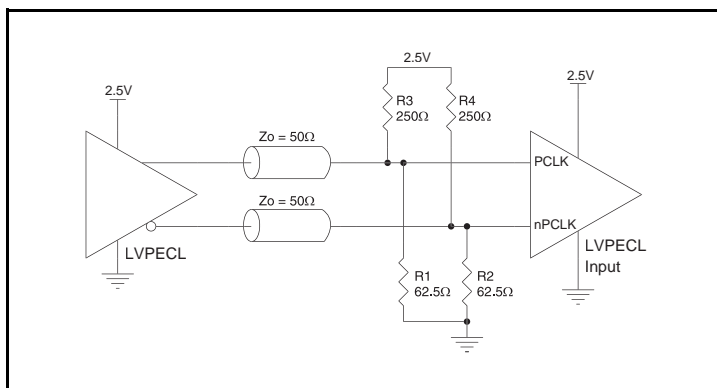 2.5V
2.5V
2.5V
R3
250Ω
R4
250Ω
Zo = 50Ω
PCLK
Zo = 50Ω
nPCLK
LVPECL
LVPECL
Input
R1
62.5Ω
R2
62.5Ω